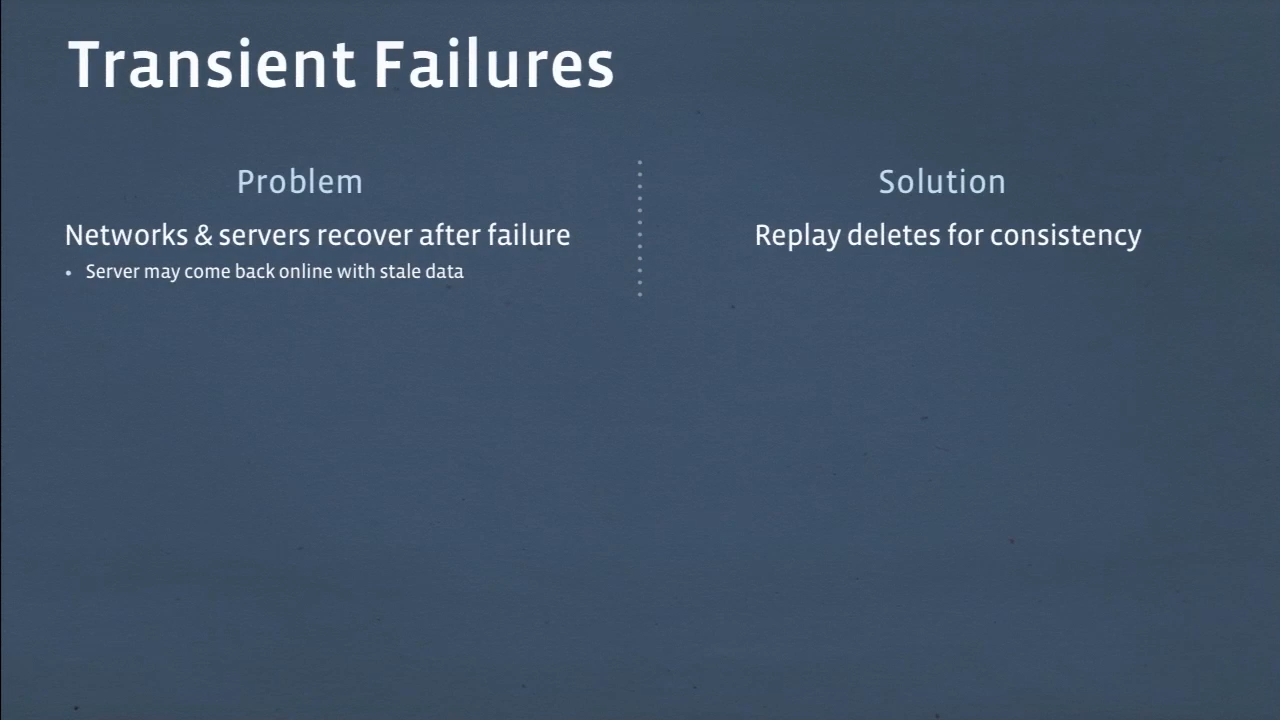 Transient Failures
Problem
Networks & servers recover after failure
• Server may come back online with stale data
Solution
Replay deletes for consistency